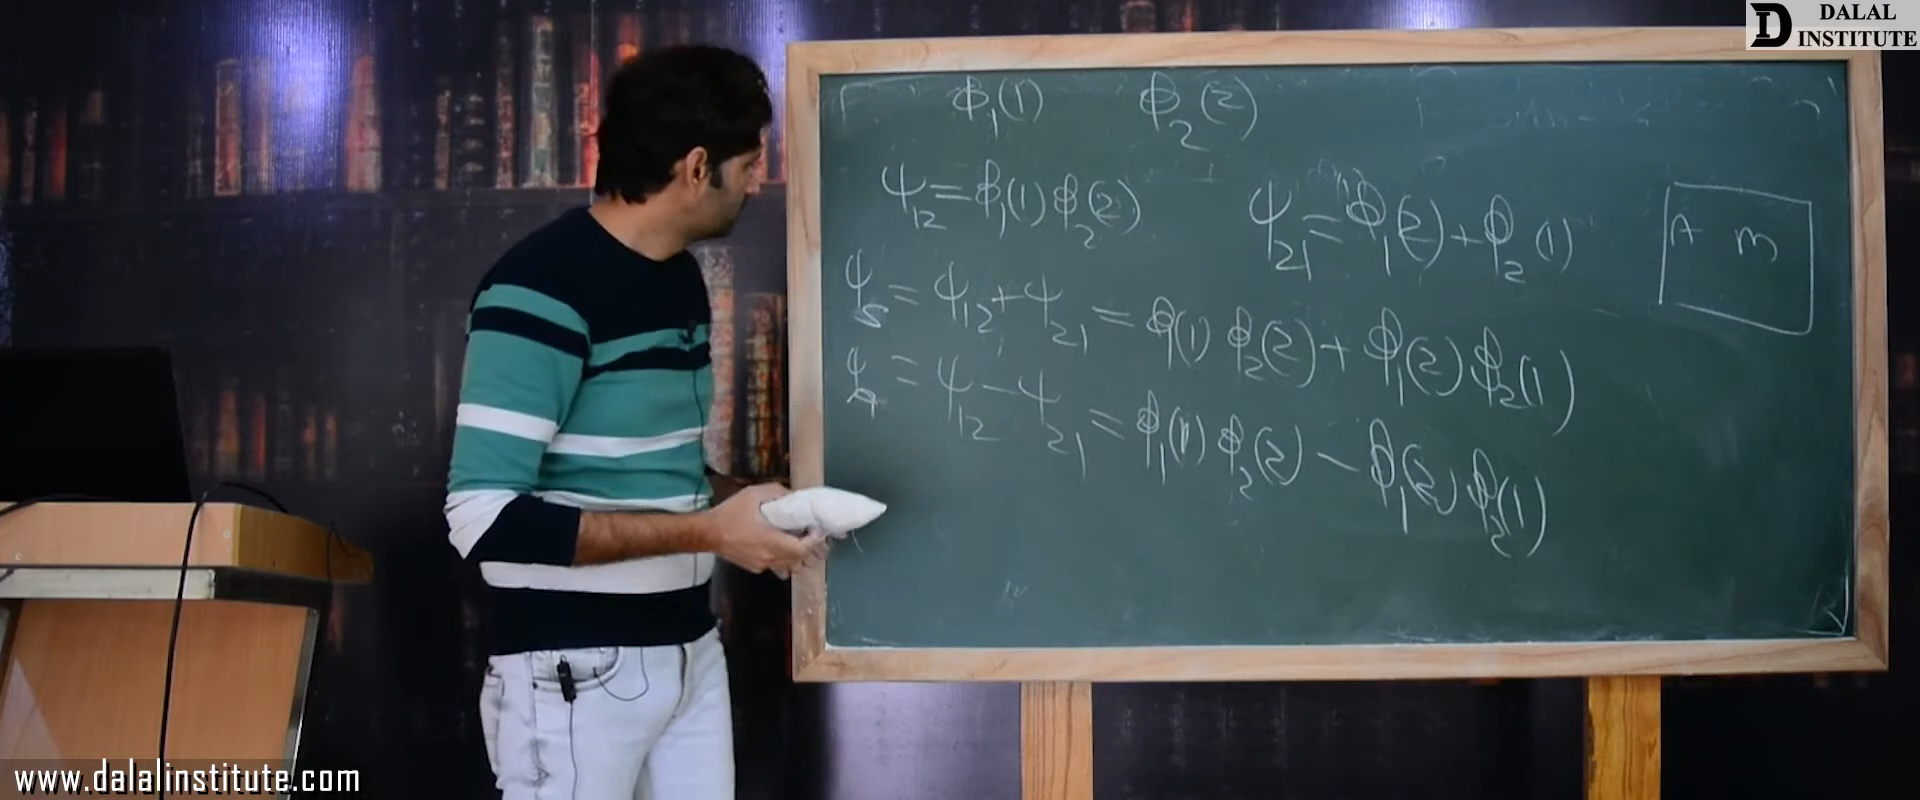 DALAL
INSTITUTE
ϕ₁(1) ϕ₂(2)
ψ₁₂=ϕ₁(1)ϕ₂(2) ψ₂₁=ϕ₁(2)+ϕ₂(1)
A m
ψₛ=ψ₁₂+ψ₂₁=ϕ₁(1)ϕ₂(2)+ϕ₁(2)ϕ₂(1)
ψ =ψ₁₂-ψ₂₁=ϕ₁(1)ϕ₂(2)-ϕ₁(2)ϕ₂(1)
www.dalalinstitute.com